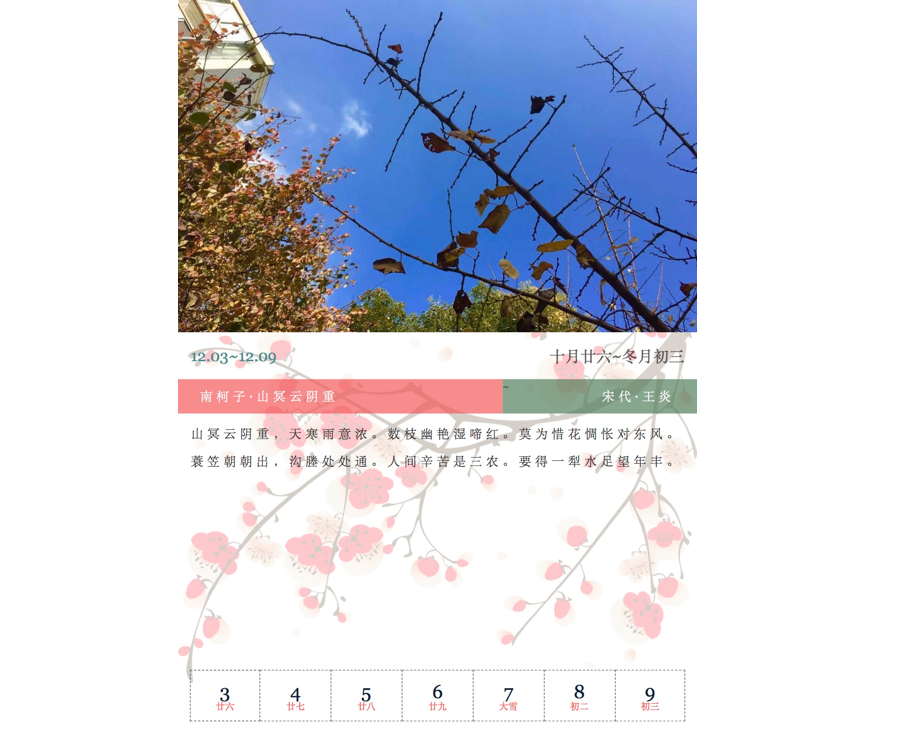 12.03~12.09
十月廿六~冬月初三
~
南柯子·山冥云阴重
宋代·王炎
山冥云阴重，天寒雨意浓。数枝幽艳湿啼红。莫为惜花惆怅对东风。
蓑笠朝朝出，沟塍处处通。人间辛苦是三农。要得一犁水足望年丰。
3 4 5 6 7 8 9
廿六 廿七 廿八 廿九 大雪 初二 初三